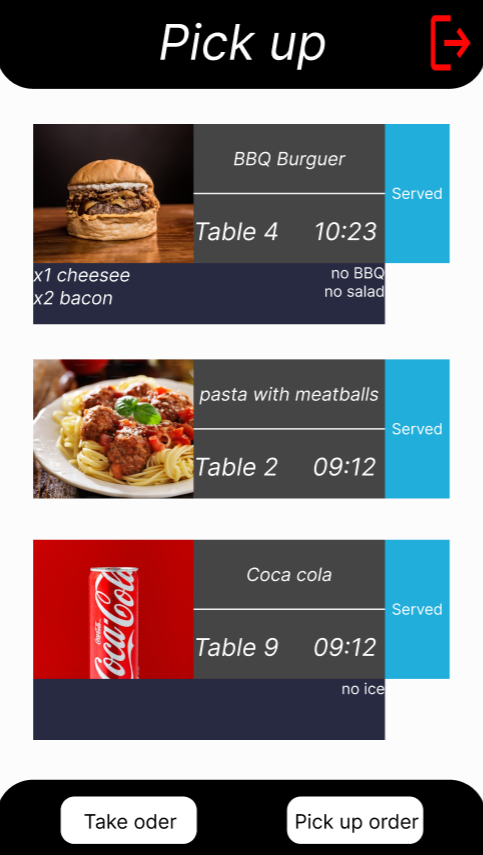 Pick up
BBQ Burguer
Table 4 10:23
Served
x1 cheesee
x2 bacon
no BBQ
no salad
pasta with meatballs
Table 2 09:12
Served
Coca cola
Table 9 09:12
Served
Coca-Cola
no ice
Take oder
Pick up order